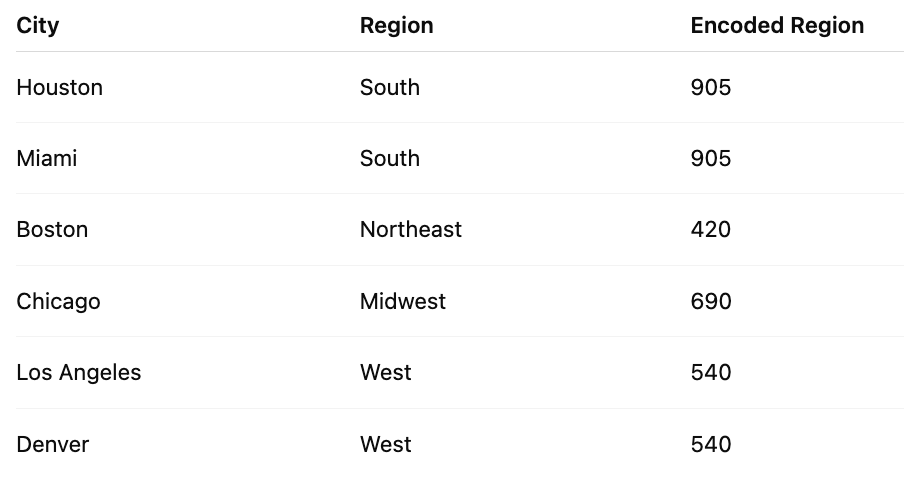 City Region Encoded Region
Houston South 905
Miami South 905
Boston Northeast 420
Chicago Midwest 690
Los Angeles West 540
Denver West 540